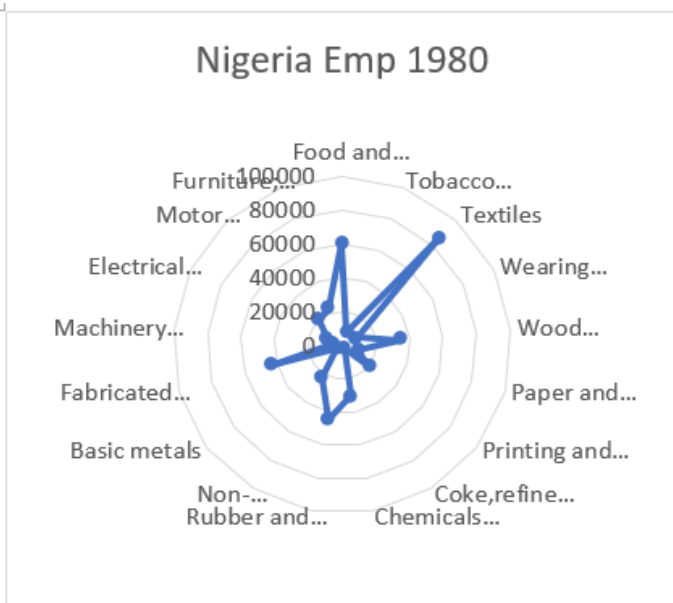 Nigeria Emp 1980
Food and...
Tobacco...
Textiles
Wearing...
Wood...
Paper and...
Printing and...
Coke,refine...
Chemicals...
Rubber and...
Non-...
Basic metals
Fabricated...
Machinery...
Electrical...
Motor...
Furniture;...
100000
80000
60000
40000
20000
0